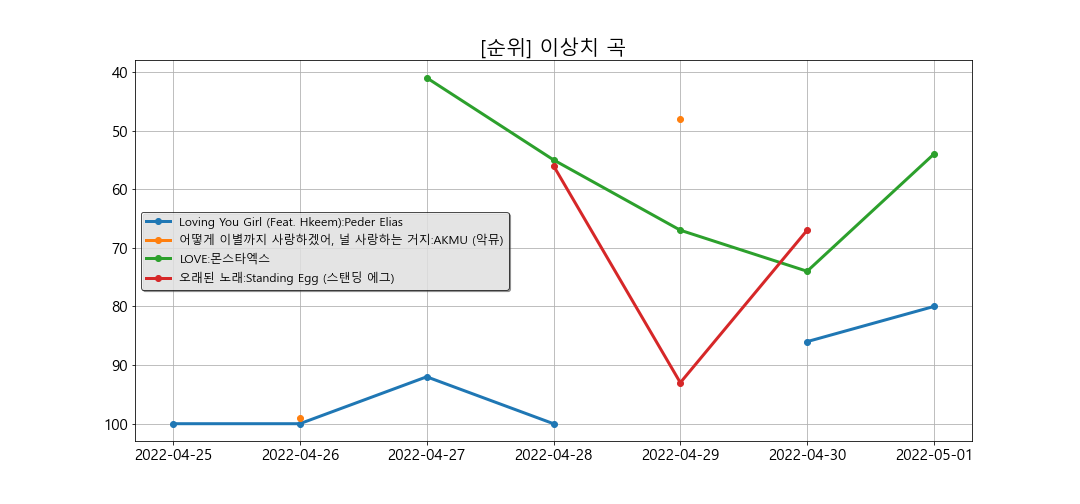 [순위] 이상치 곡
40
50
60
70
80
90
100
Loving You Girl (Feat. Hkeem):Peder Elias
어떻게 이별까지 사랑하겠어, 널 사랑하는 거지:AKMU (악뮤)
LOVE:몬스타엑스
오래된 노래:Standing Egg (스탠딩 에그)
2022-04-25 2022-04-26 2022-04-27 2022-04-28 2022-04-29 2022-04-30 2022-05-01